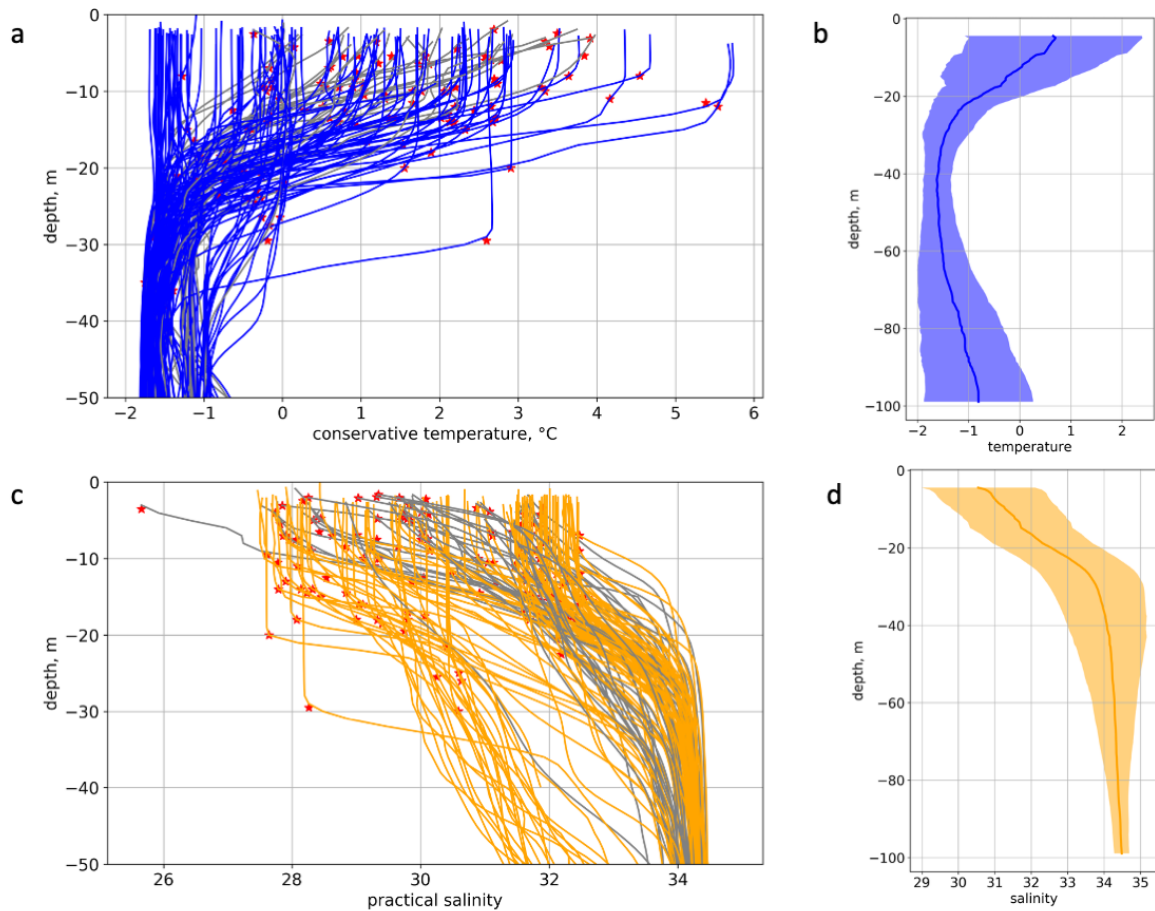 a
0
−10
−20
−30
−40
−50
depth, m
−2 −1 0 1 2 3 4 5 6
conservative temperature, °C
b
0
−20
−40
−60
−80
−100
depth, m
−2 −1 0 1 2
temperature
c
0
−10
−20
−30
−40
−50
depth, m
26 28 30 32 34
practical salinity
d
0
−20
−40
−60
−80
−100
depth, m
29 30 31 32 33 34 35
salinity